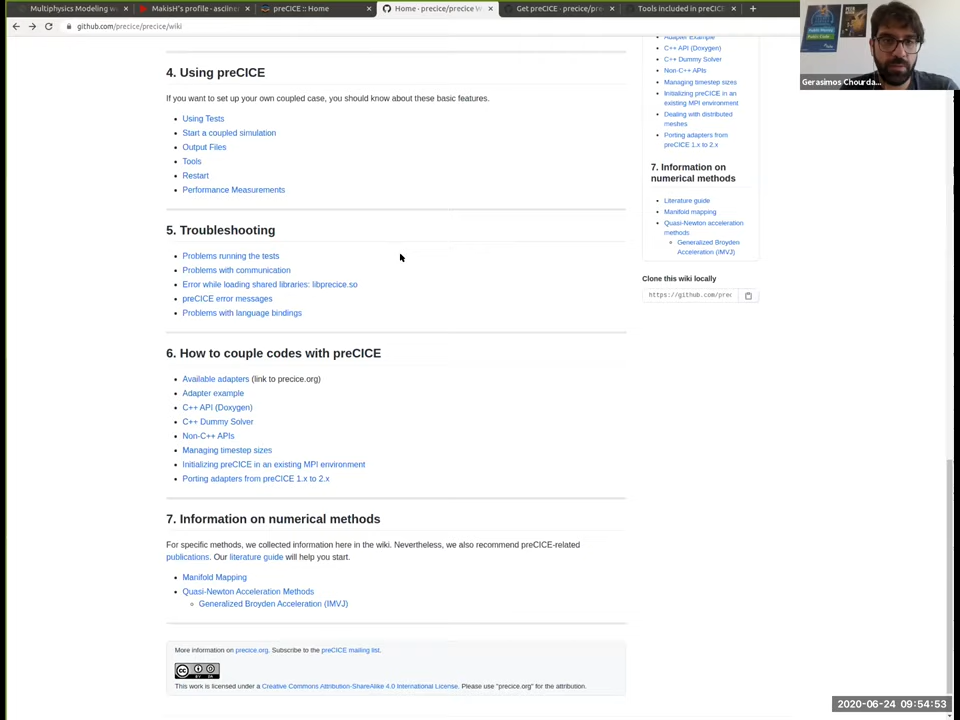 Multiphysics Modeling w
MakisH's profile - asciine
preCICE :: Home
Home · precice/precice W
Get preCICE · precice/pre
Tools included in preCICE
github.com/precice/precice/wiki
Gerasimos Chourda...
4. Using preCICE
If you want to set up your own coupled case, you should know about these basic features.
Using Tests
Start a coupled simulation
Output Files
Tools
Restart
Performance Measurements
5. Troubleshooting
Problems running the tests
Problems with communication
Error while loading shared libraries: libprecice.so
preCICE error messages
Problems with language bindings
6. How to couple codes with preCICE
Available adapters (link to precice.org)
Adapter example
C++ API (Doxygen)
C++ Dummy Solver
Non-C++ APIs
Managing timestep sizes
Initializing preCICE in an existing MPI environment
Porting adapters from preCICE 1.x to 2.x
7. Information on numerical methods
For specific methods, we collected information here in the wiki. Nevertheless, we also recommend preCICE-related
publications. Our literature guide will help you start.
Manifold Mapping
Quasi-Newton Acceleration Methods
Generalized Broyden Acceleration (IMVJ)
More information on precice.org. Subscribe to the preCICE mailing list.
This work is licensed under a Creative Commons Attribution-ShareAlike 4.0 International License. Please use "precice.org" for the attribution.
Adapter Example
C++ API (Doxygen)
C++ Dummy Solver
Non-C++ APIs
Managing timestep sizes
Initializing preCICE in an
existing MPI environment
Dealing with distributed
meshes
Porting adapters from
preCICE 1.x to 2.x
7. Information on
numerical methods
Literature guide
Manifold mapping
Quasi-Newton acceleration
methods
Generalized Broyden
Acceleration (IMVJ)
Clone this wiki locally
https://github.com/prec
2020-06-24 09:54:53